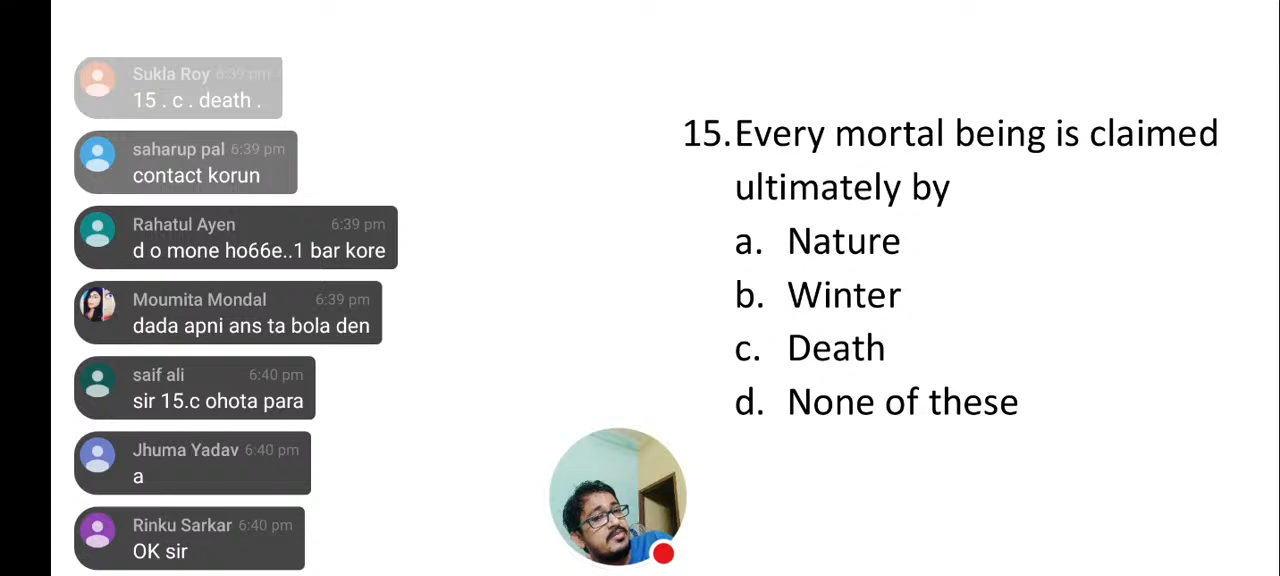 Sukla Roy 6:39 pm
15 . c . death .
saharup pal 6:39 pm
contact korun
Rahatul Ayen 6:39 pm
d o mone ho66e..1 bar kore
Moumita Mondal 6:39 pm
dada apni ans ta bola den
saif ali 6:40 pm
sir 15.c ohota para
Jhuma Yadav 6:40 pm
a
Rinku Sarkar 6:40 pm
OK sir
15. Every mortal being is claimed
ultimately by
a. Nature
b. Winter
c. Death
d. None of these